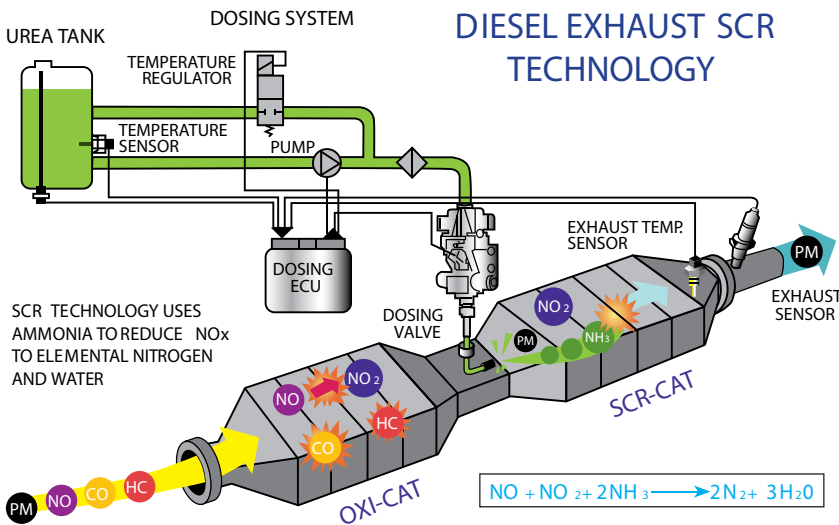 DIESEL EXHAUST SCR
TECHNOLOGY
DOSING SYSTEM
UREA TANK
TEMPERATURE
REGULATOR
TEMPERATURE
SENSOR
PUMP
DOSING
ECU
EXHAUST TEMP.
SENSOR
PM
EXHAUST
SENSOR
SCR TECHNOLOGY USES
AMMONIA TO REDUCE NOx
TO ELEMENTAL NITROGEN
AND WATER
DOSING
VALVE
NO2
PM
NH3
SCR-CAT
NO
NO2
CO
HC
OXI-CAT
PM
NO
CO
HC
NO + NO2 + 2NH3 ⟶ 2N2 + 3H20